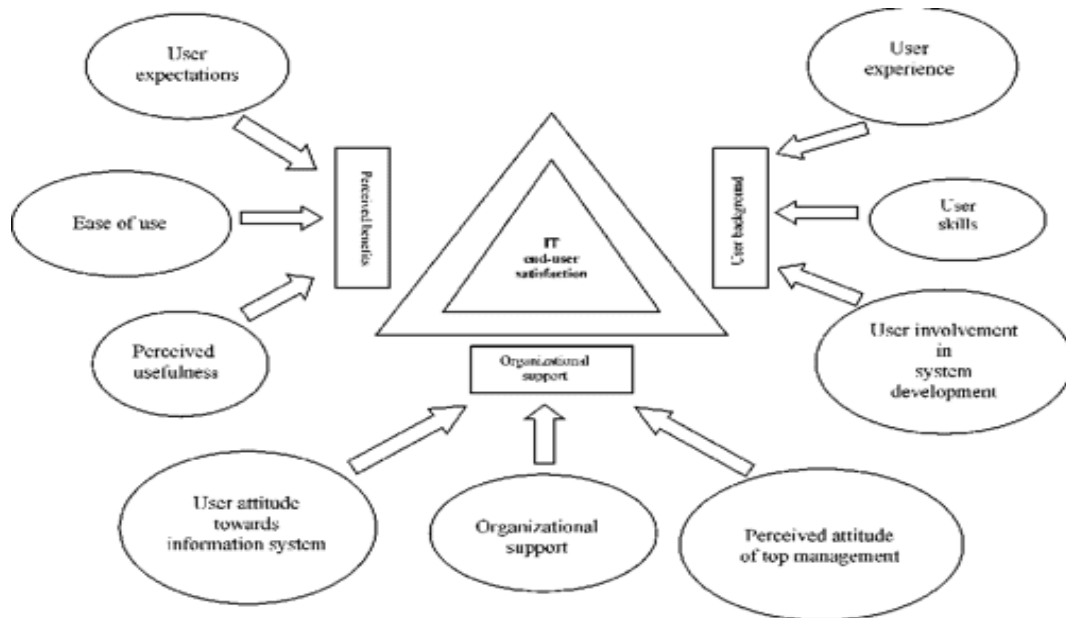 User
expectations
User
experience
Ease of use
Perceived benefits
IT
end-user
satisfaction
User background
User
skills
Perceived
usefulness
Organizational
support
User involvement
in
system
development
User attitude
towards
information system
Organizational
support
Perceived attitude
of top management